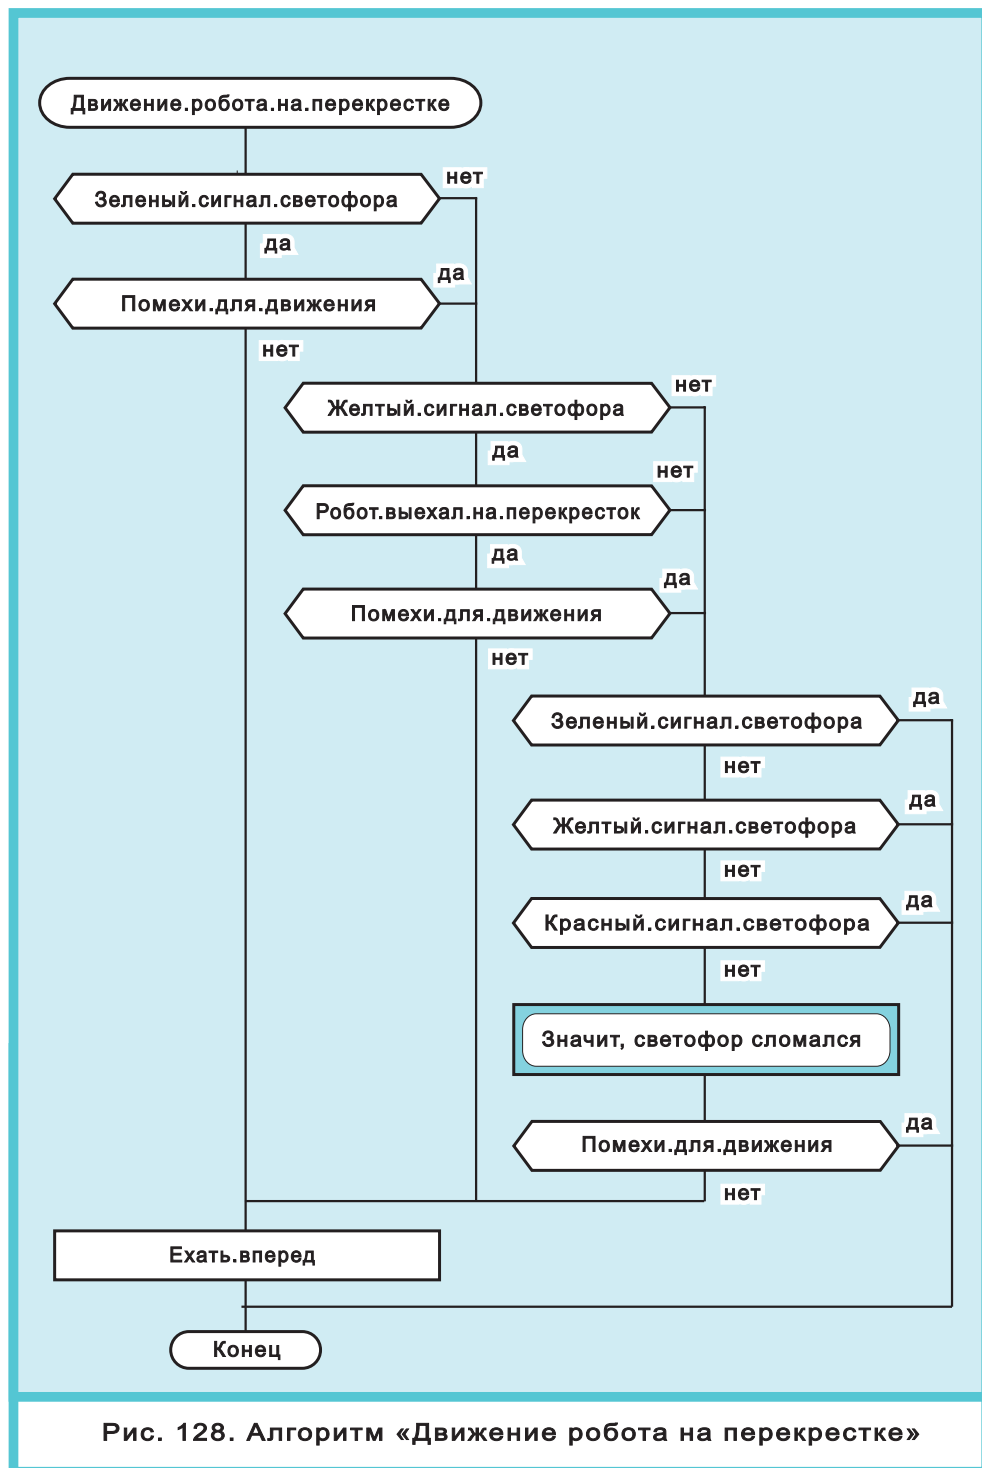 Движение.робота.на.перекрестке
нет
Зеленый.сигнал.светофора
да
да
Помехи.для.движения
нет
нет
Желтый.сигнал.светофора
да
нет
Робот.выехал.на.перекресток
да
да
Помехи.для.движения
нет
да
Зеленый.сигнал.светофора
нет
да
Желтый.сигнал.светофора
нет
да
Красный.сигнал.светофора
нет
Значит, светофор сломался
да
Помехи.для.движения
нет
Ехать.вперед
Конец
Рис. 128. Алгоритм «Движение робота на перекрестке»